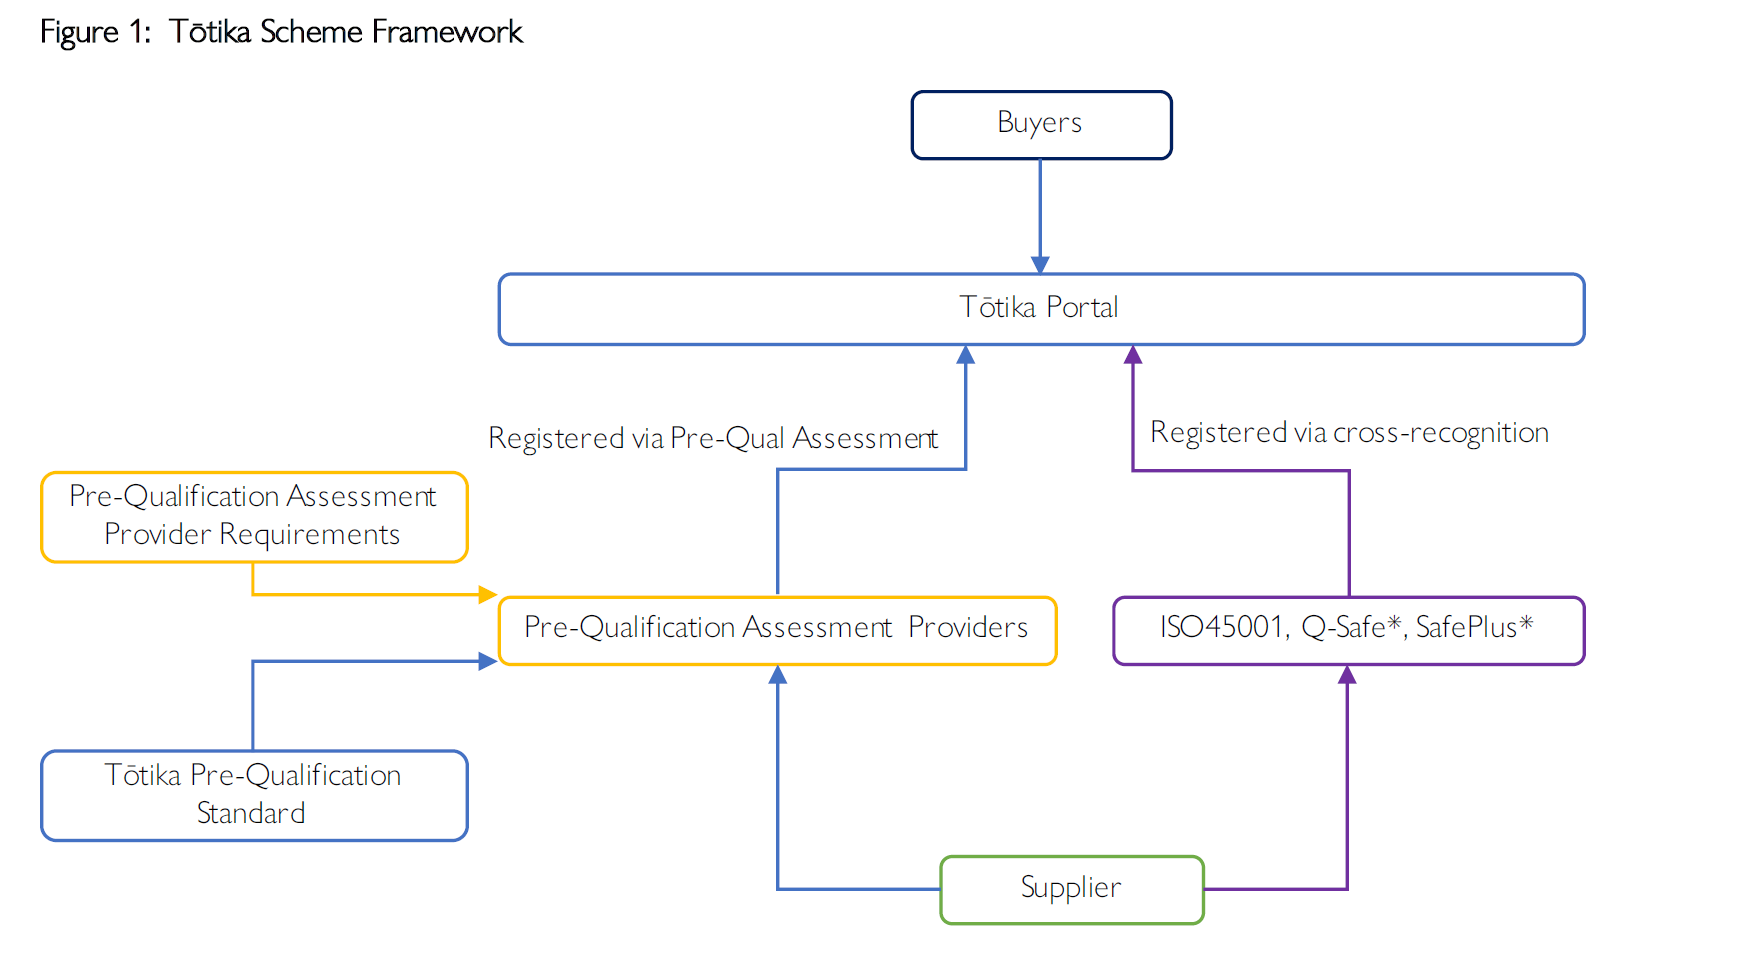 Figure 1: Tōtika Scheme Framework
Buyers
Tōtika Portal
Registered via Pre-Qual Assessment
Registered via cross-recognition
Pre-Qualification Assessment
Provider Requirements
Pre-Qualification Assessment Providers
ISO45001, Q-Safe*, SafePlus*
Tōtika Pre-Qualification
Standard
Supplier